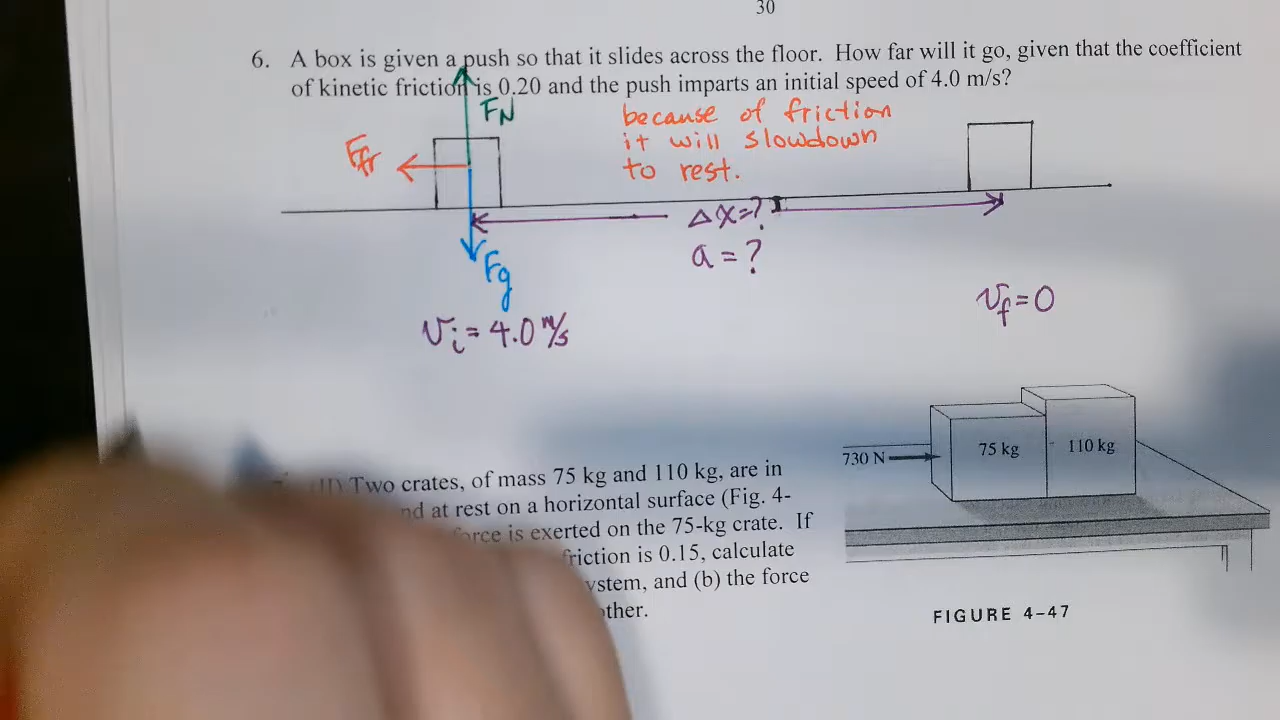 30
6. A box is given a push so that it slides across the floor. How far will it go, given that the coefficient
of kinetic friction is 0.20 and the push imparts an initial speed of 4.0 m/s?
FN
because of friction
it will slowdown
to rest.
Ffr
Δx=?
a = ?
Fg
vf=0
vi= 4.0 m/s
75 kg
110 kg
730 N
(II) Two crates, of mass 75 kg and 110 kg, are in
at rest on a horizontal surface (Fig. 4-
is exerted on the 75-kg crate. If
friction is 0.15, calculate
and (b) the force
FIGURE 4-47